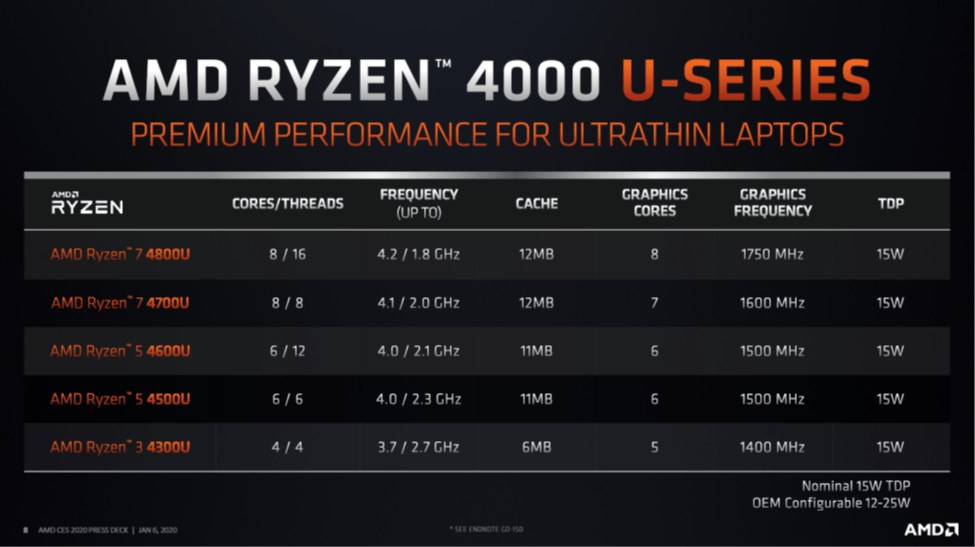 AMD RYZEN™ 4000 U-SERIES
PREMIUM PERFORMANCE FOR ULTRATHIN LAPTOPS
AMD RYZEN CORES/THREADS FREQUENCY (UP TO) CACHE GRAPHICS CORES GRAPHICS FREQUENCY TDP
AMD Ryzen™ 7 4800U 8 / 16 4.2 / 1.8 GHz 12MB 8 1750 MHz 15W
AMD Ryzen™ 7 4700U 8 / 8 4.1 / 2.0 GHz 12MB 7 1600 MHz 15W
AMD Ryzen™ 5 4600U 6 / 12 4.0 / 2.1 GHz 11MB 6 1500 MHz 15W
AMD Ryzen™ 5 4500U 6 / 6 4.0 / 2.3 GHz 11MB 6 1500 MHz 15W
AMD Ryzen™ 3 4300U 4 / 4 3.7 / 2.7 GHz 6MB 5 1400 MHz 15W
Nominal 15W TDP
OEM Configurable 12-25W
8 AMD CES 2020 PRESS DECK | JAN 6, 2020 * SEE ENDNOTE GD-150 AMD